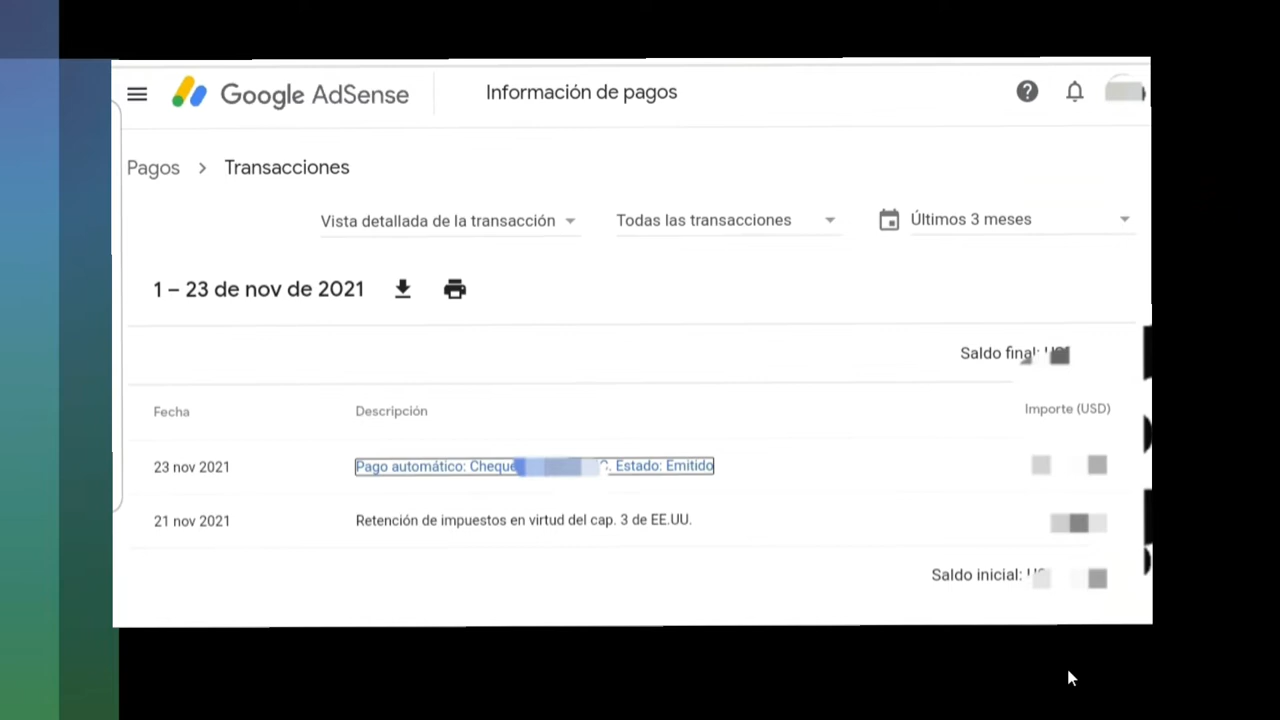 Google AdSense Información de pagos
Pagos > Transacciones
Vista detallada de la transacción Todas las transacciones Últimos 3 meses
1 – 23 de nov de 2021
Saldo final:
Fecha Descripción Importe (USD)
23 nov 2021 Pago automático: Cheque . Estado: Emitido
21 nov 2021 Retención de impuestos en virtud del cap. 3 de EE.UU.
Saldo inicial: